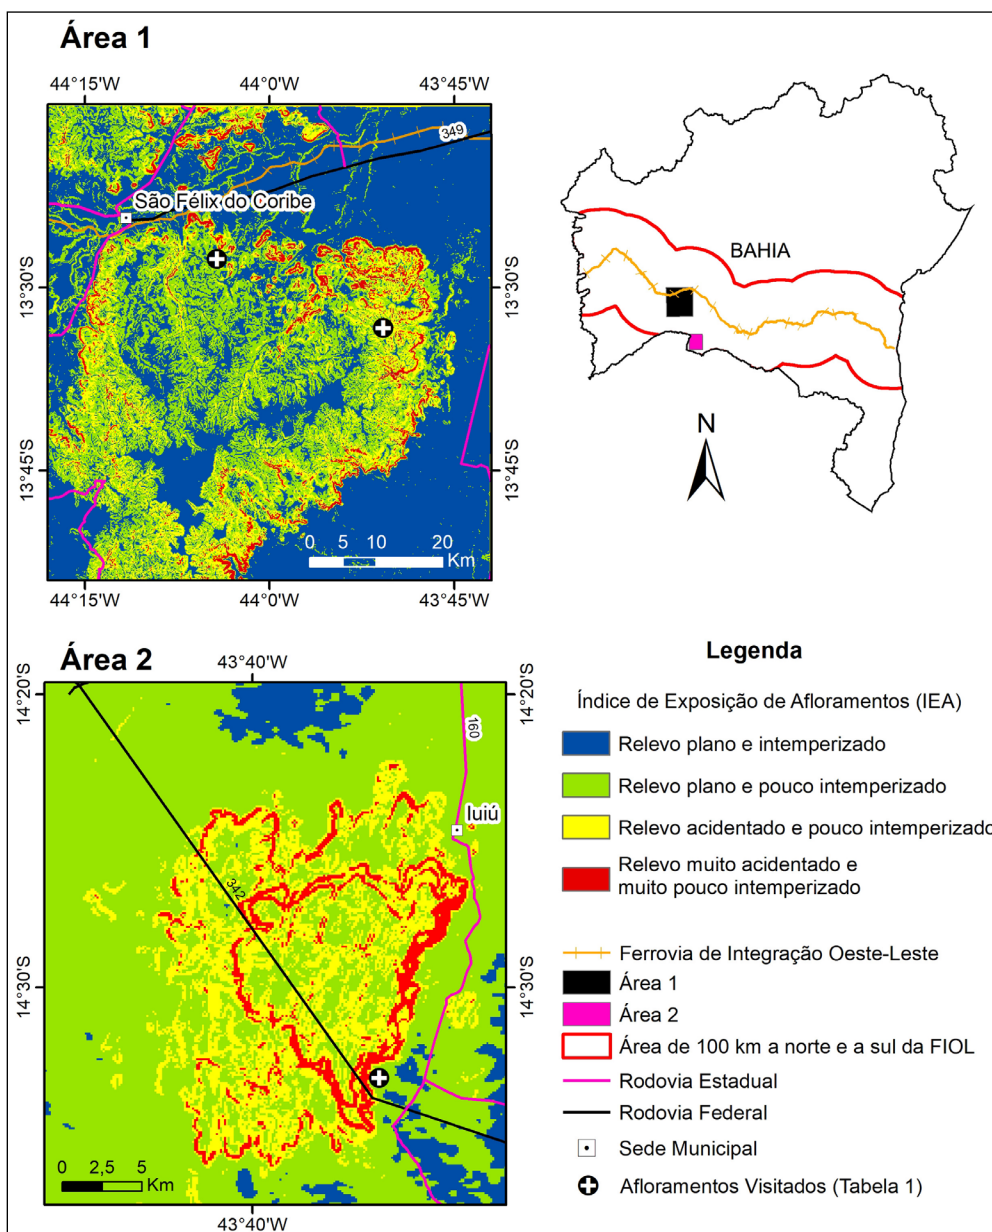 Área 1
44°15'W
44°0'W
43°45'W
349
São Félix do Coribe
13°30'S
13°30'S
13°45'S
13°45'S
0 5 10 20
Km
44°15'W
44°0'W
43°45'W
BAHIA
N
Área 2
43°40'W
14°20'S
14°20'S
160
Iuiú
342
14°30'S
14°30'S
0 2,5 5
Km
43°40'W
Legenda
Índice de Exposição de Afloramentos (IEA)
Relevo plano e intemperizado
Relevo plano e pouco intemperizado
Relevo acidentado e pouco intemperizado
Relevo muito acidentado e
muito pouco intemperizado
Ferrovia de Integração Oeste-Leste
Área 1
Área 2
Área de 100 km a norte e a sul da FIOL
Rodovia Estadual
Rodovia Federal
Sede Municipal
Afloramentos Visitados (Tabela 1)